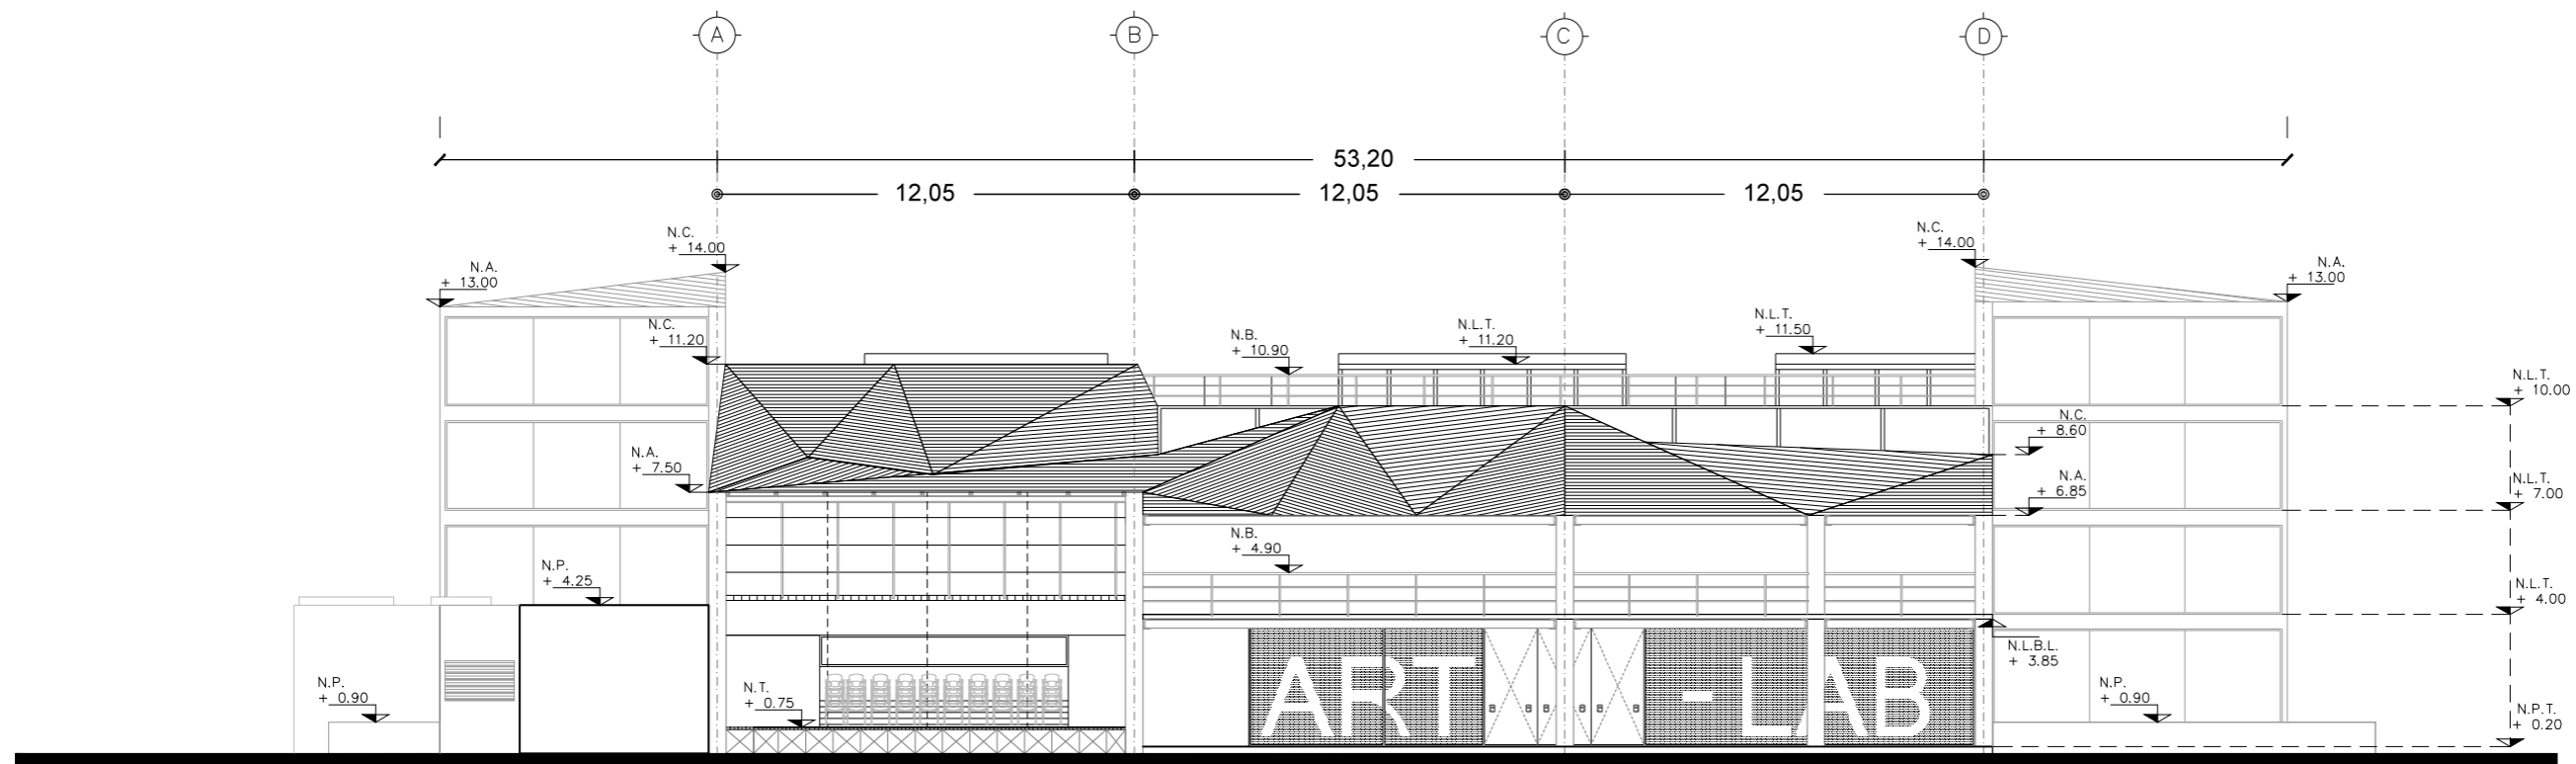 A
B
C
D
53,20
12,05
12,05
12,05
N.C.
+ 14.00
N.C.
+ 14.00
N.A.
+ 13.00
N.A.
+ 13.00
N.C.
+ 11.20
N.B.
+ 10.90
N.L.T.
+ 11.20
N.L.T.
+ 11.50
N.L.T.
+ 10.00
N.C.
+ 8.60
N.A.
+ 7.50
N.A.
+ 6.85
N.L.T.
+ 7.00
N.B.
+ 4.90
N.P.
+ 4.25
N.L.T.
+ 4.00
N.L.B.L.
+ 3.85
N.P.
+ 0.90
N.T.
+ 0.75
ART - LAB
N.P.
+ 0.90
N.P.T.
+ 0.20